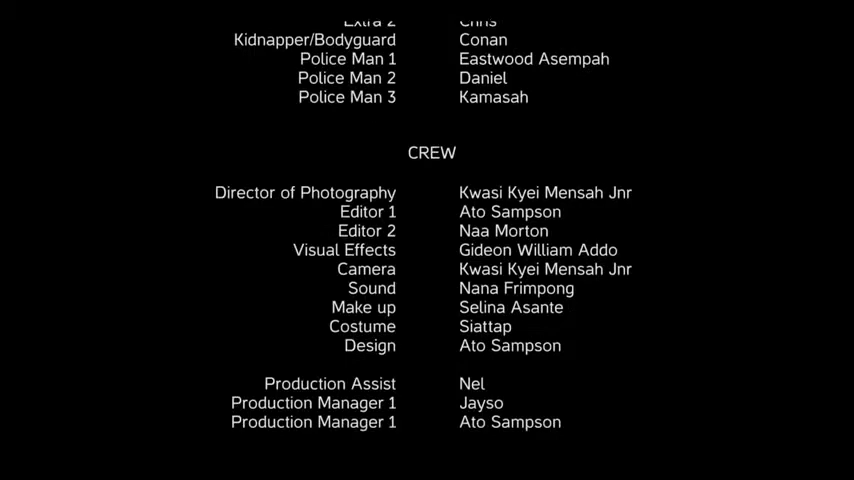 Extra 2 Chris
Kidnapper/Bodyguard Conan
Police Man 1 Eastwood Asempah
Police Man 2 Daniel
Police Man 3 Kamasah
CREW
Director of Photography Kwasi Kyei Mensah Jnr
Editor 1 Ato Sampson
Editor 2 Naa Morton
Visual Effects Gideon William Addo
Camera Kwasi Kyei Mensah Jnr
Sound Nana Frimpong
Make up Selina Asante
Costume Siattap
Design Ato Sampson
Production Assist Nel
Production Manager 1 Jayso
Production Manager 1 Ato Sampson